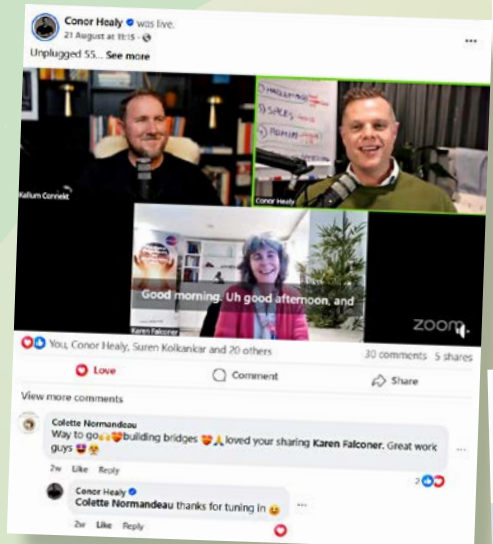 Conor Healy was live.
21 August at 11:15
Unplugged 55... See more
Kallum Connekt
Conor Healy
Good morning. Uh good afternoon, and
Karen Falconer
zoom
You, Conor Healy, Suren Kolkankar and 20 others
30 comments 5 shares
Love Comment Share
View more comments
Colette Normandeau
Way to go🙌❤️building bridges ❤️🙏loved your sharing Karen Falconer. Great work
guys
2w Like Reply
2
Conor Healy
Colette Normandeau thanks for tuning in
2w Like Reply